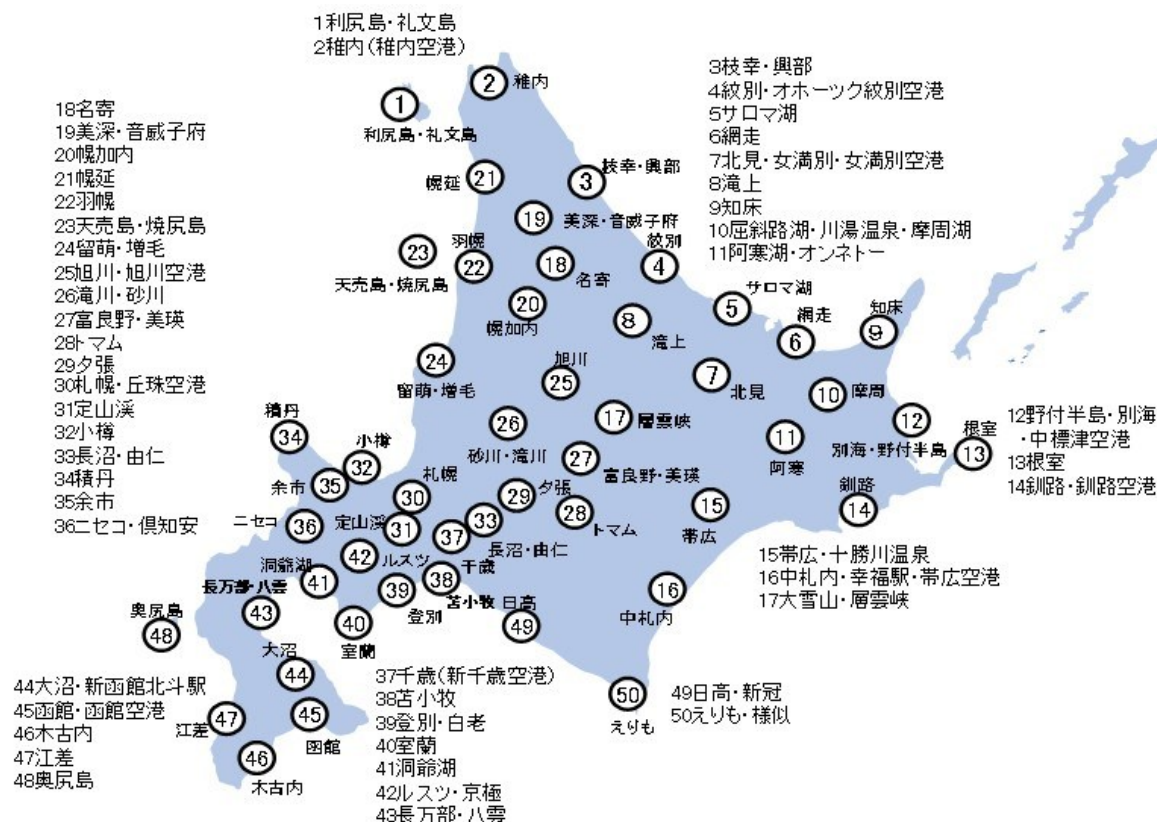 1利尻島・礼文島
2稚内(稚内空港)
3枝幸・興部
4紋別・オホーツク紋別空港
5サロマ湖
6網走
7北見・女満別・女満別空港
8滝上
9知床
10屈斜路湖・川湯温泉・摩周湖
11阿寒湖・オンネトー
18名寄
19美深・音威子府
20幌加内
21幌延
22羽幌
23天売島・焼尻島
24留萌・増毛
25旭川・旭川空港
26滝川・砂川
27富良野・美瑛
28トマム
29夕張
30札幌・丘珠空港
31定山渓
32小樽
33長沼・由仁
34積丹
35余市
36ニセコ・倶知安
2
稚内
1
利尻島・礼文島
21
幌延
3
枝幸・興部
19
美深・音威子府
23
天売島・焼尻島
22
羽幌
18
名寄
4
紋別
20
幌加内
8
滝上
5
サロマ湖
6
網走
9
知床
24
留萌・増毛
25
旭川
7
北見
10
摩周
17
層雲峡
26
砂川・滝川
11
阿寒
12
別海・野付半島
13
根室
34
積丹
32
小樽
35
余市
27
富良野・美瑛
30
札幌
29
夕張
28
トマム
15
帯広
14
釧路
36
ニセコ
31
定山渓
33
長沼・由仁
37
千歳
42
ルスツ
41
洞爺湖
39
登別
38
苫小牧
16
中札内
43
長万部・八雲
40
室蘭
49
日高
48
奥尻島
44
大沼
45
函館
47
江差
46
木古内
50
えりも
12野付半島・別海
・中標津空港
13根室
14釧路・釧路空港
15帯広・十勝川温泉
16中札内・幸福駅・帯広空港
17大雪山・層雲峡
44大沼・新函館北斗駅
45函館・函館空港
46木古内
47江差
48奥尻島
37千歳(新千歳空港)
38苫小牧
39登別・白老
40室蘭
41洞爺湖
42ルスツ・京極
43長万部・八雲
49日高・新冠
50えりも・様似